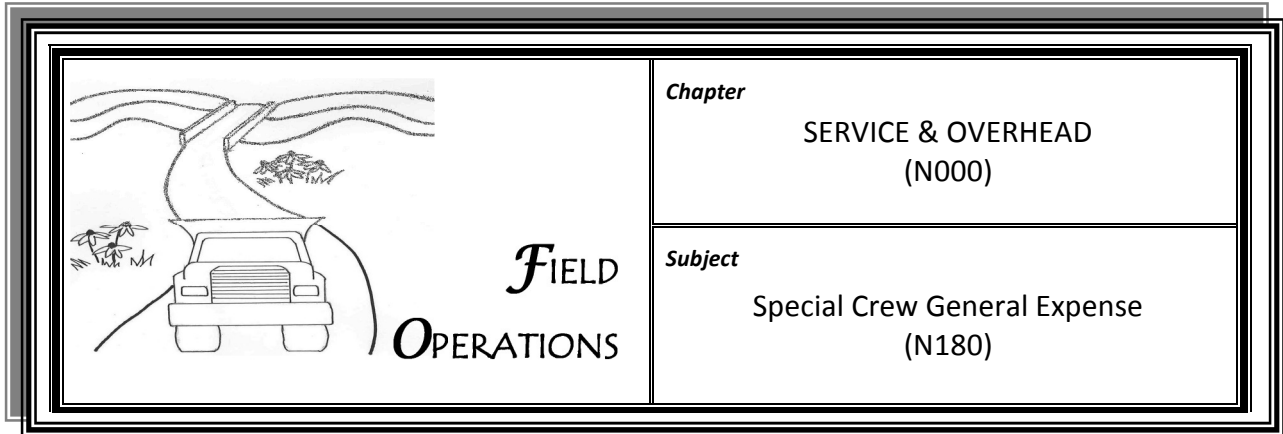 FIELD
OPERATIONS
Chapter
SERVICE & OVERHEAD
(N000)
Subject
Special Crew General Expense
(N180)